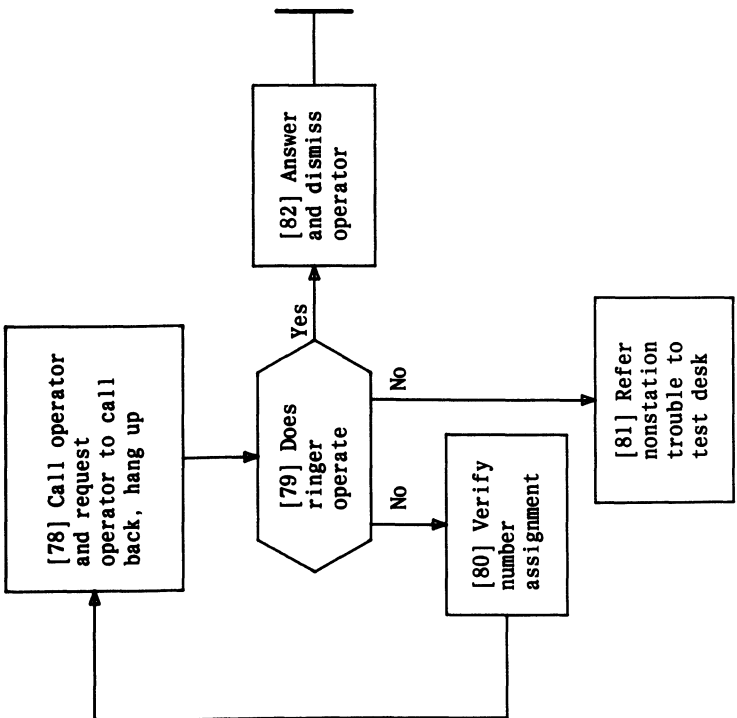 [78] Call operator
and request
operator to call
back, hang up
[79] Does
ringer
operate
Yes
[82] Answer
and dismiss
operator
No
[80] Verify
number
assignment
No
[81] Refer
nonstation
trouble to
test desk